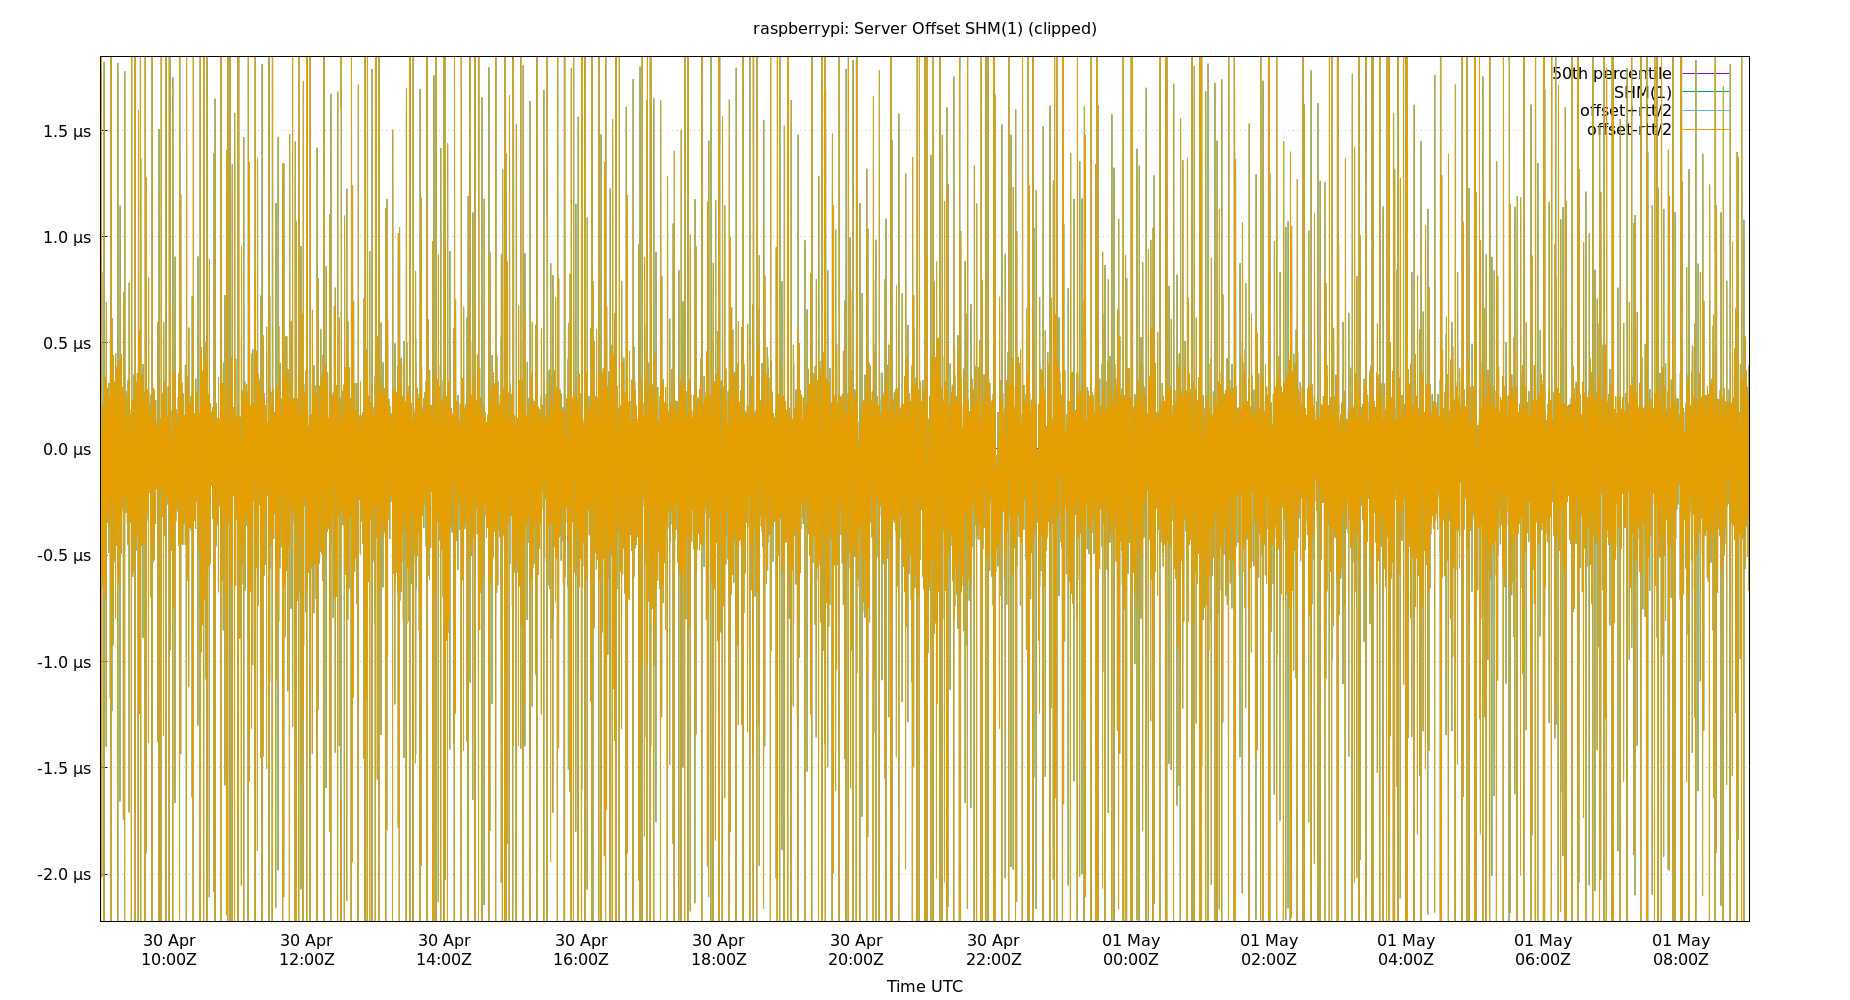 raspberrypi: Server Offset SHM(1) (clipped)
50th percentile
SHM(1)
offset+rtt/2
offset-rtt/2
1.5 µs
1.0 µs
0.5 µs
0.0 µs
-0.5 µs
-1.0 µs
-1.5 µs
-2.0 µs
30 Apr 30 Apr 30 Apr 30 Apr 30 Apr 30 Apr 30 Apr 01 May 01 May 01 May 01 May 01 May
10:00Z 12:00Z 14:00Z 16:00Z 18:00Z 20:00Z 22:00Z 00:00Z 02:00Z 04:00Z 06:00Z 08:00Z
Time UTC